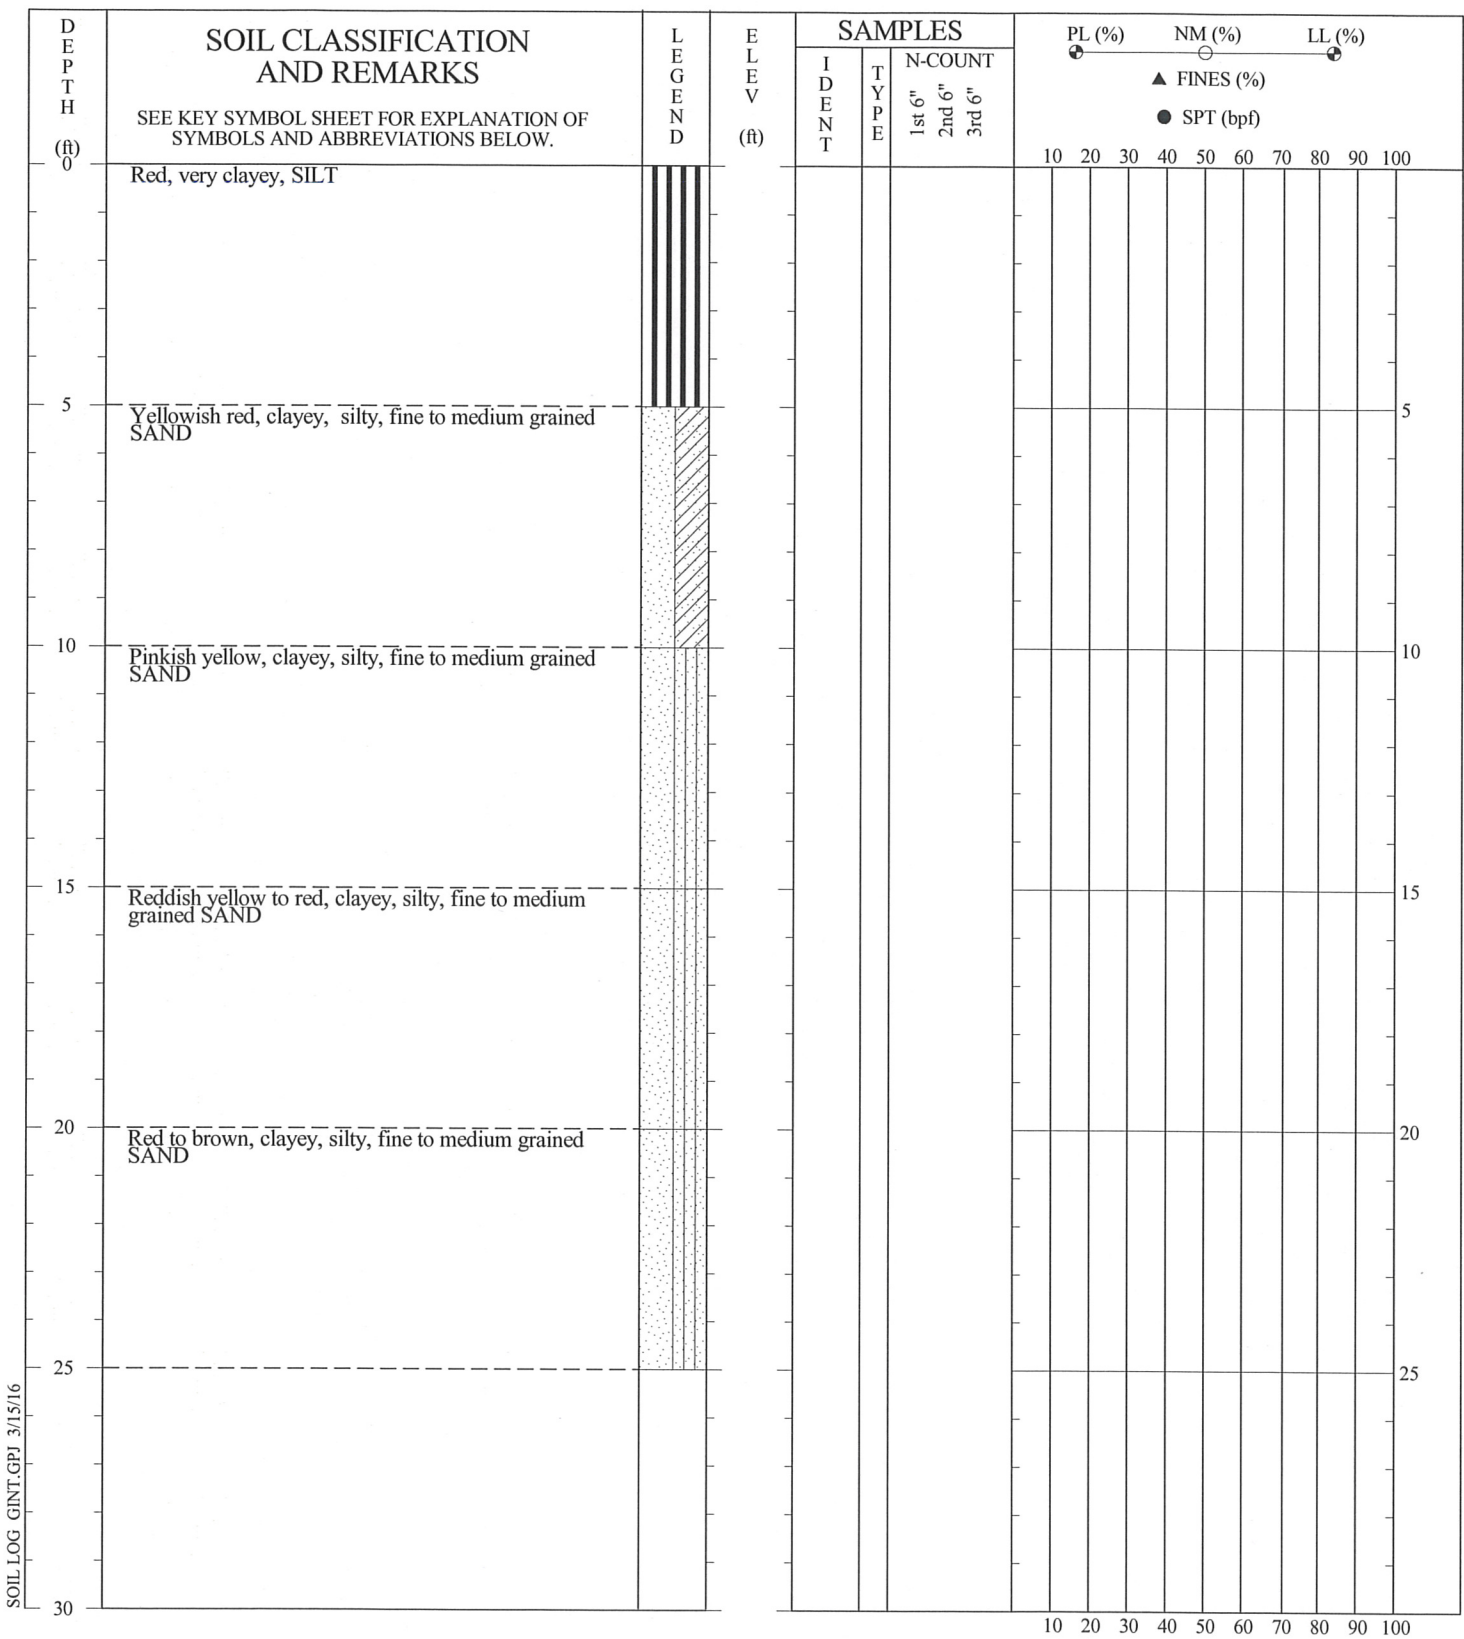 DEPTH
(ft)
SOIL CLASSIFICATION
AND REMARKS
SEE KEY SYMBOL SHEET FOR EXPLANATION OF
SYMBOLS AND ABBREVIATIONS BELOW.
LEGEND
ELEV
(ft)
SAMPLES
IDENT
TYPE
N-COUNT
1st 6"
2nd 6"
3rd 6"
PL (%) NM (%) LL (%)
FINES (%)
SPT (bpf)
10 20 30 40 50 60 70 80 90 100
0
Red, very clayey, SILT
5
Yellowish red, clayey, silty, fine to medium grained
SAND
5
10
Pinkish yellow, clayey, silty, fine to medium grained
SAND
10
15
Reddish yellow to red, clayey, silty, fine to medium
grained SAND
15
20
Red to brown, clayey, silty, fine to medium grained
SAND
20
25
25
30
10 20 30 40 50 60 70 80 90 100
SOIL LOG GINT.GPJ 3/15/16